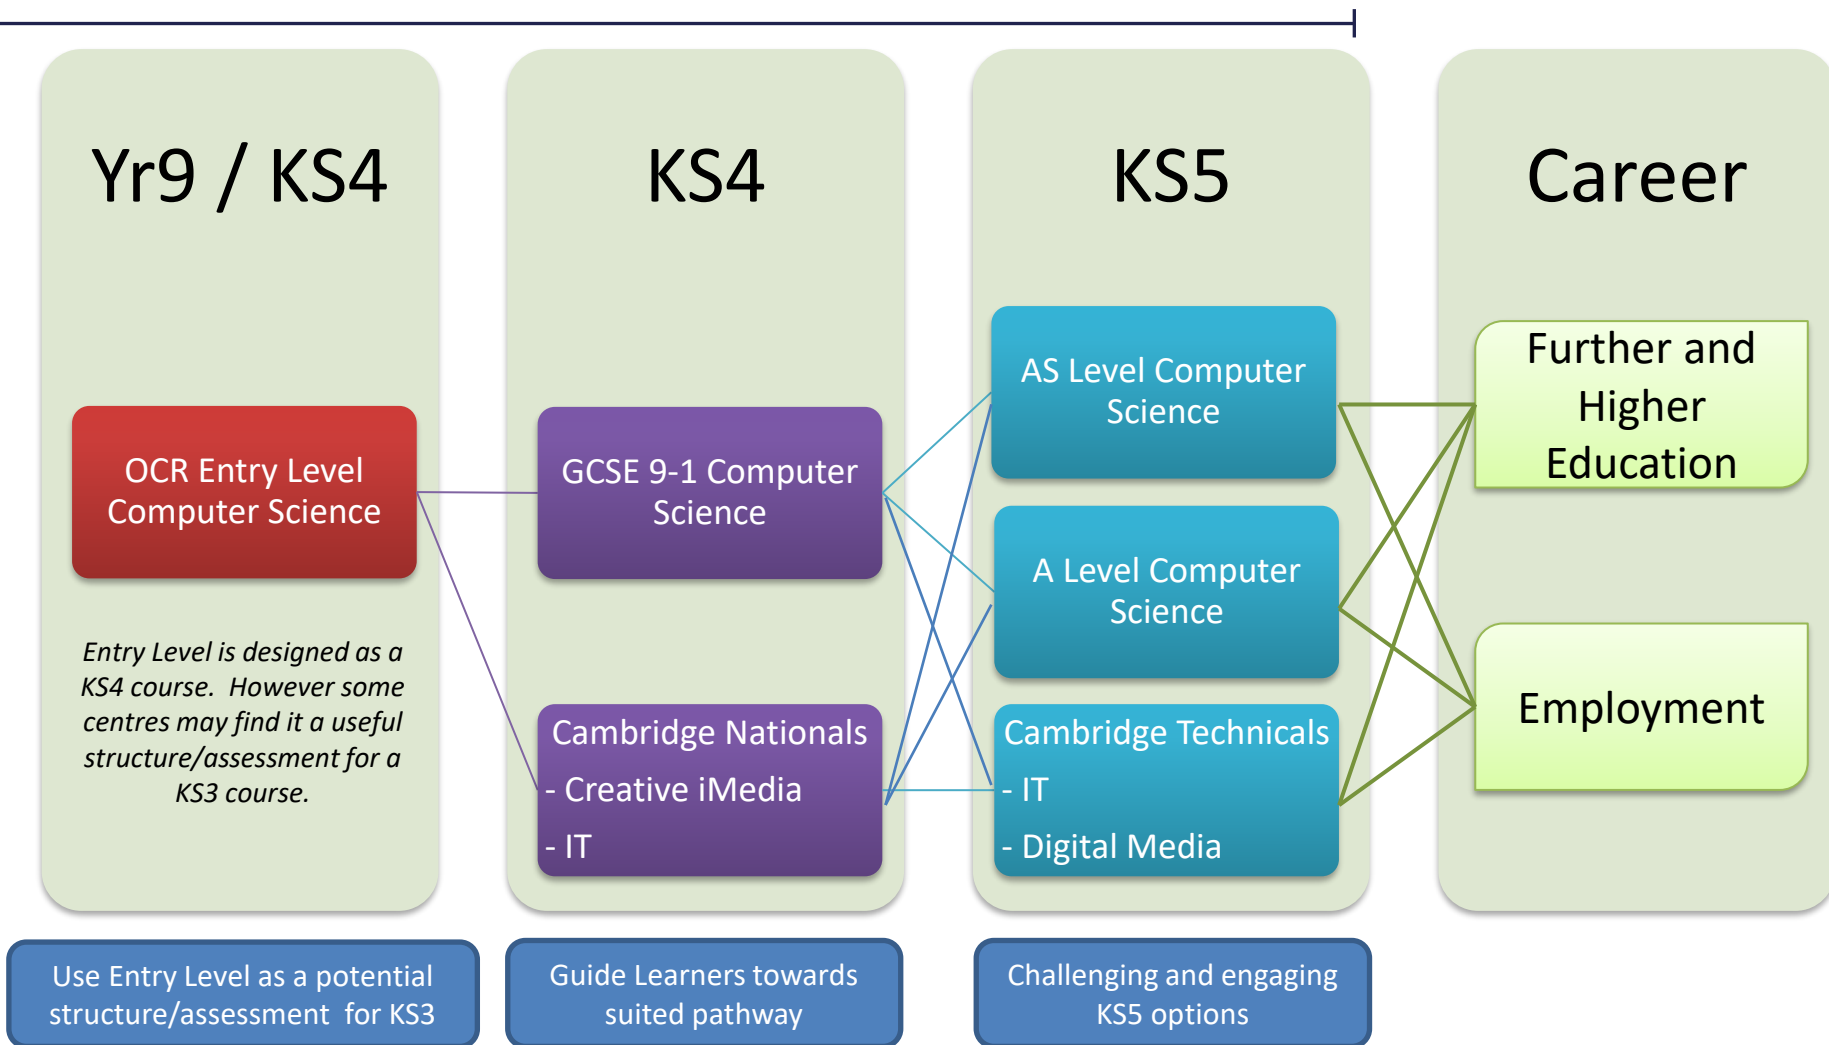 Yr9 / KS4
OCR Entry Level
Computer Science
Entry Level is designed as a
KS4 course.  However some
centres may find it a useful
structure/assessment for a
KS3 course.
Use Entry Level as a potential
structure/assessment  for KS3
KS4
GCSE 9-1 Computer
Science
Cambridge Nationals
- Creative iMedia
- IT
Guide Learners towards
suited pathway
KS5
AS Level Computer
Science
A Level Computer
Science
Cambridge Technicals
- IT
- Digital Media
Challenging and engaging
KS5 options
Career
Further and
Higher
Education
Employment